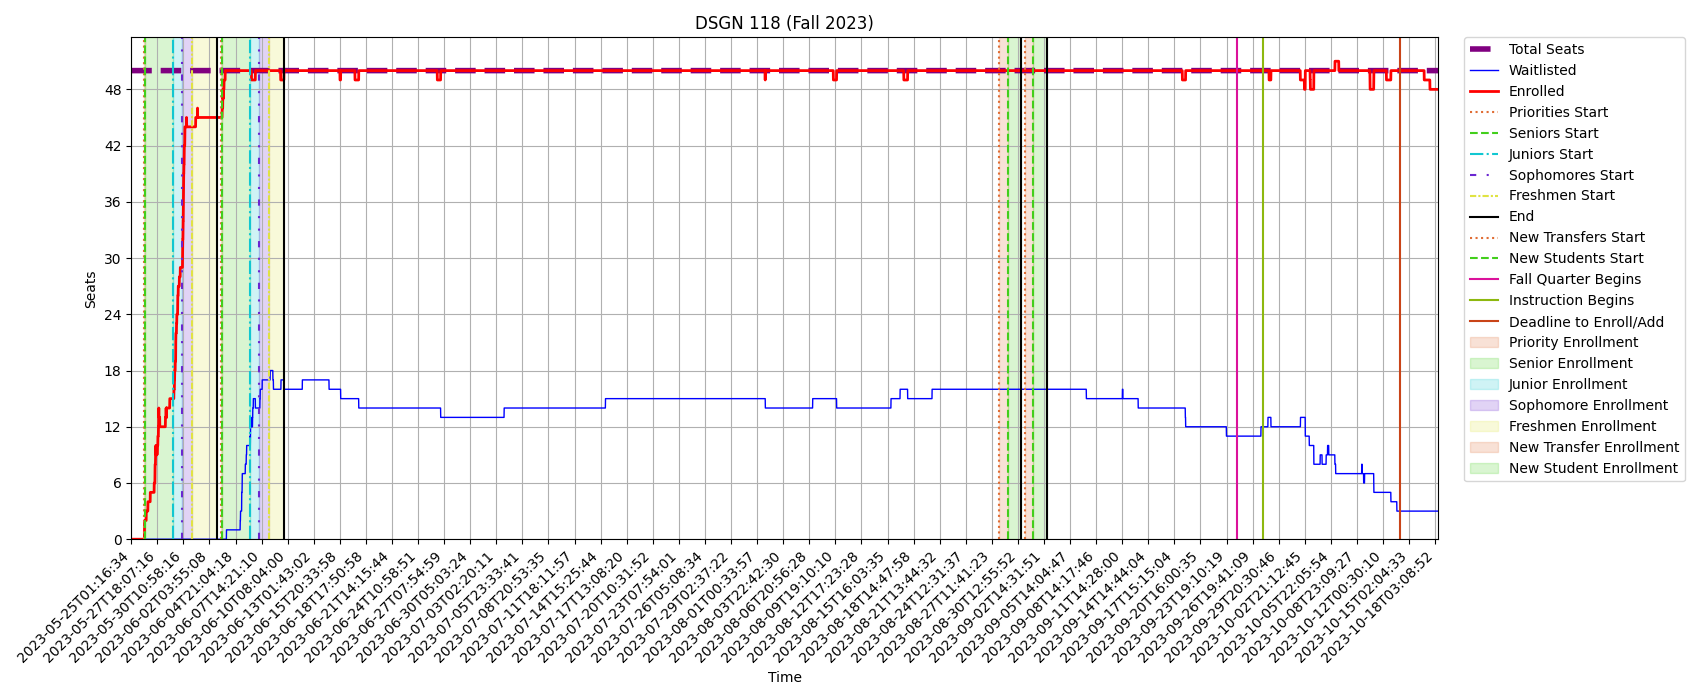 DSGN 118 (Fall 2023)
Seats
48
42
36
30
24
18
12
6
0
2023-05-25T01:16:34
2023-05-27T18:07:16
2023-05-30T10:58:16
2023-06-02T03:55:08
2023-06-04T21:04:18
2023-06-07T14:21:10
2023-06-10T08:04:00
2023-06-13T01:43:02
2023-06-15T20:33:58
2023-06-18T17:50:58
2023-06-21T14:15:44
2023-06-24T10:58:51
2023-06-27T07:54:59
2023-06-30T05:03:24
2023-07-03T02:20:11
2023-07-05T23:33:41
2023-07-08T20:53:35
2023-07-11T18:11:57
2023-07-14T15:25:44
2023-07-17T13:08:20
2023-07-20T10:31:52
2023-07-23T07:54:01
2023-07-26T05:08:34
2023-07-29T02:37:22
2023-08-01T00:33:57
2023-08-03T22:42:30
2023-08-06T20:56:28
2023-08-09T19:10:10
2023-08-12T17:23:28
2023-08-15T16:03:35
2023-08-18T14:47:58
2023-08-21T13:44:32
2023-08-24T12:31:37
2023-08-27T11:41:23
2023-08-30T12:55:52
2023-09-02T14:31:51
2023-09-05T14:04:47
2023-09-08T14:17:46
2023-09-11T14:28:00
2023-09-14T14:44:04
2023-09-17T15:15:04
2023-09-20T16:00:35
2023-09-23T19:10:19
2023-09-26T19:41:09
2023-09-29T20:30:46
2023-10-02T21:12:45
2023-10-05T22:05:54
2023-10-08T23:09:27
2023-10-12T00:30:10
2023-10-15T02:04:33
2023-10-18T03:08:52
Time
Total Seats
Waitlisted
Enrolled
Priorities Start
Seniors Start
Juniors Start
Sophomores Start
Freshmen Start
End
New Transfers Start
New Students Start
Fall Quarter Begins
Instruction Begins
Deadline to Enroll/Add
Priority Enrollment
Senior Enrollment
Junior Enrollment
Sophomore Enrollment
Freshmen Enrollment
New Transfer Enrollment
New Student Enrollment